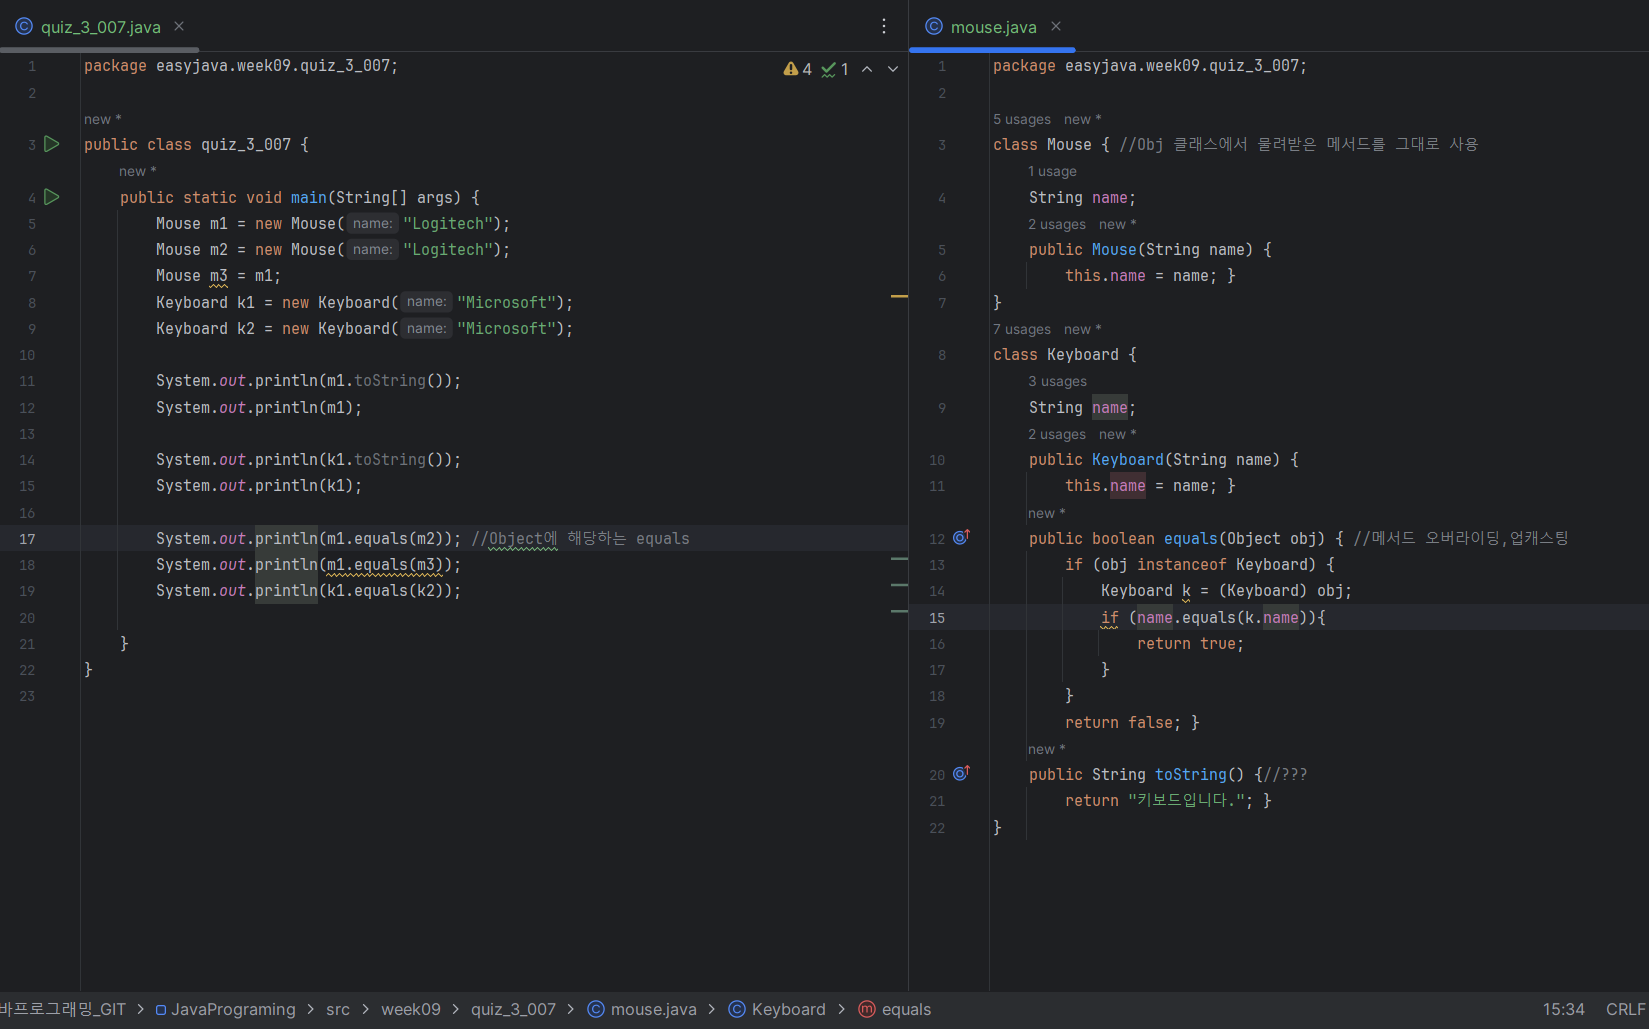 quiz_3_007.java
1 package easyjava.week09.quiz_3_007;
4 1
2
new *
3 public class quiz_3_007 {
new *
4 public static void main(String[] args) {
5 Mouse m1 = new Mouse( name: "Logitech");
6 Mouse m2 = new Mouse( name: "Logitech");
7 Mouse m3 = m1;
8 Keyboard k1 = new Keyboard( name: "Microsoft");
9 Keyboard k2 = new Keyboard( name: "Microsoft");
10
11 System.out.println(m1.toString());
12 System.out.println(m1);
13
14 System.out.println(k1.toString());
15 System.out.println(k1);
16
17 System.out.println(m1.equals(m2)); //Object에 해당하는 equals
18 System.out.println(m1.equals(m3));
19 System.out.println(k1.equals(k2));
20
21 }
22 }
23
mouse.java
1 package easyjava.week09.quiz_3_007;
2
5 usages new *
3 class Mouse { //Obj 클래스에서 물려받은 메서드를 그대로 사용
1 usage
4 String name;
2 usages new *
5 public Mouse(String name) {
6 this.name = name; }
7 }
7 usages new *
8 class Keyboard {
3 usages
9 String name;
2 usages new *
10 public Keyboard(String name) {
11 this.name = name; }
new *
12 public boolean equals(Object obj) { //메서드 오버라이딩,업캐스팅
13 if (obj instanceof Keyboard) {
14 Keyboard k = (Keyboard) obj;
15 if (name.equals(k.name)){
16 return true;
17 }
18 }
19 return false; }
new *
20 public String toString() {//???
21 return "키보드입니다."; }
22 }
바프로그래밍_GIT > JavaPrograming > src > week09 > quiz_3_007 > mouse.java > Keyboard > equals
15:34 CRLF